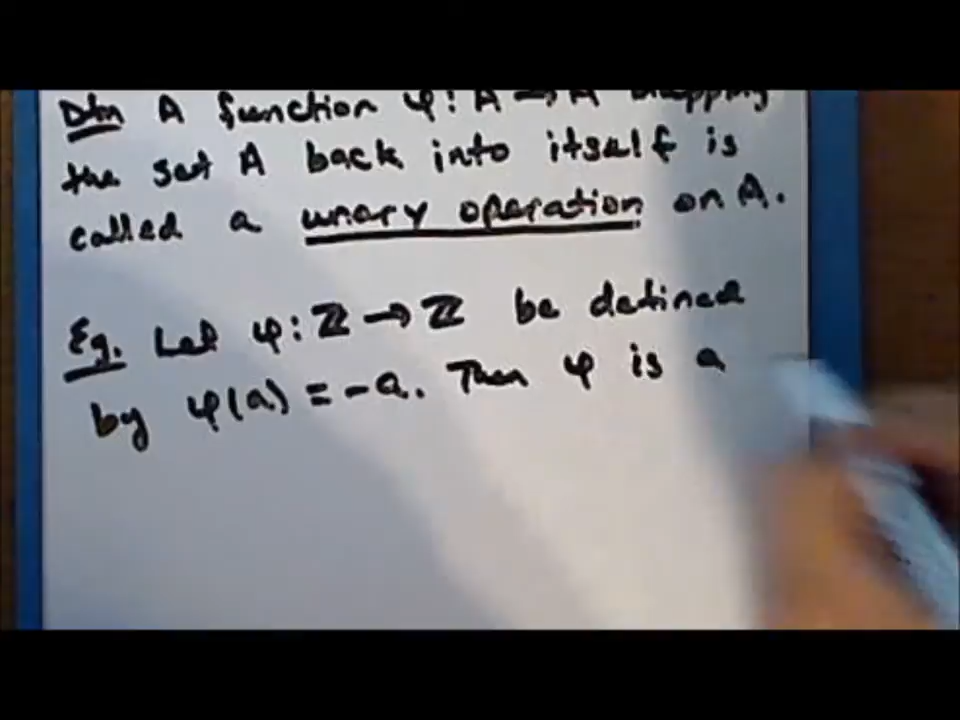 Dfn A function φ: A → A mapping
the set A back into itself is
called a unary operation on A.
Eg. Let φ: ℤ → ℤ be defined
by φ(a) = -a. Then φ is a